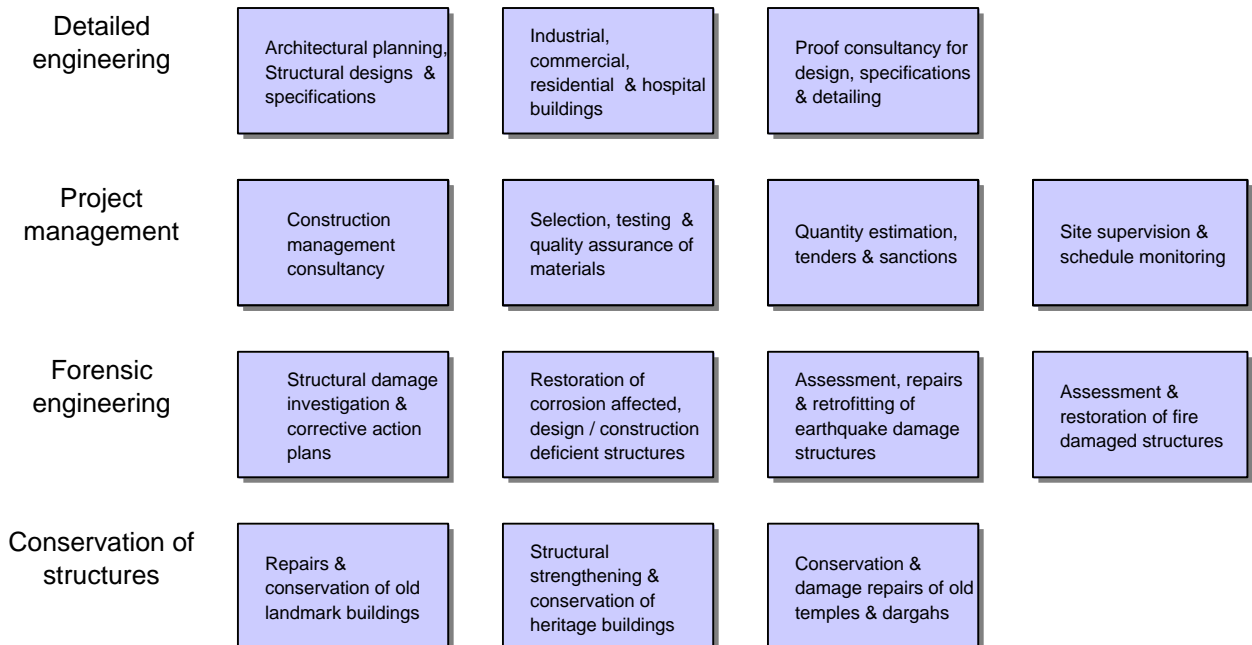 Detailed
engineering
Architectural planning,
Structural designs & 
specifications
Industrial,
commercial,
residential & hospital
buildings
Proof consultancy for
design, specifications
& detailing
Project
management
Construction
management
consultancy
Selection, testing &
quality assurance of
materials
Quantity estimation,
tenders & sanctions
Site supervision &
schedule monitoring
Forensic
engineering
Structural damage
investigation &
corrective action
plans
Restoration of
corrosion affected,
design / construction
deficient structures
Assessment, repairs
& retrofitting of
earthquake damage
structures
Assessment &
restoration of fire
damaged structures
Conservation of
structures
Repairs &
conservation of old
landmark buildings
Structural
strengthening &
conservation of
heritage buildings
Conservation &
damage repairs of old
temples & dargahs